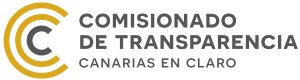 COMISIONADO
DE TRANSPARENCIA
CANARIAS EN CLARO